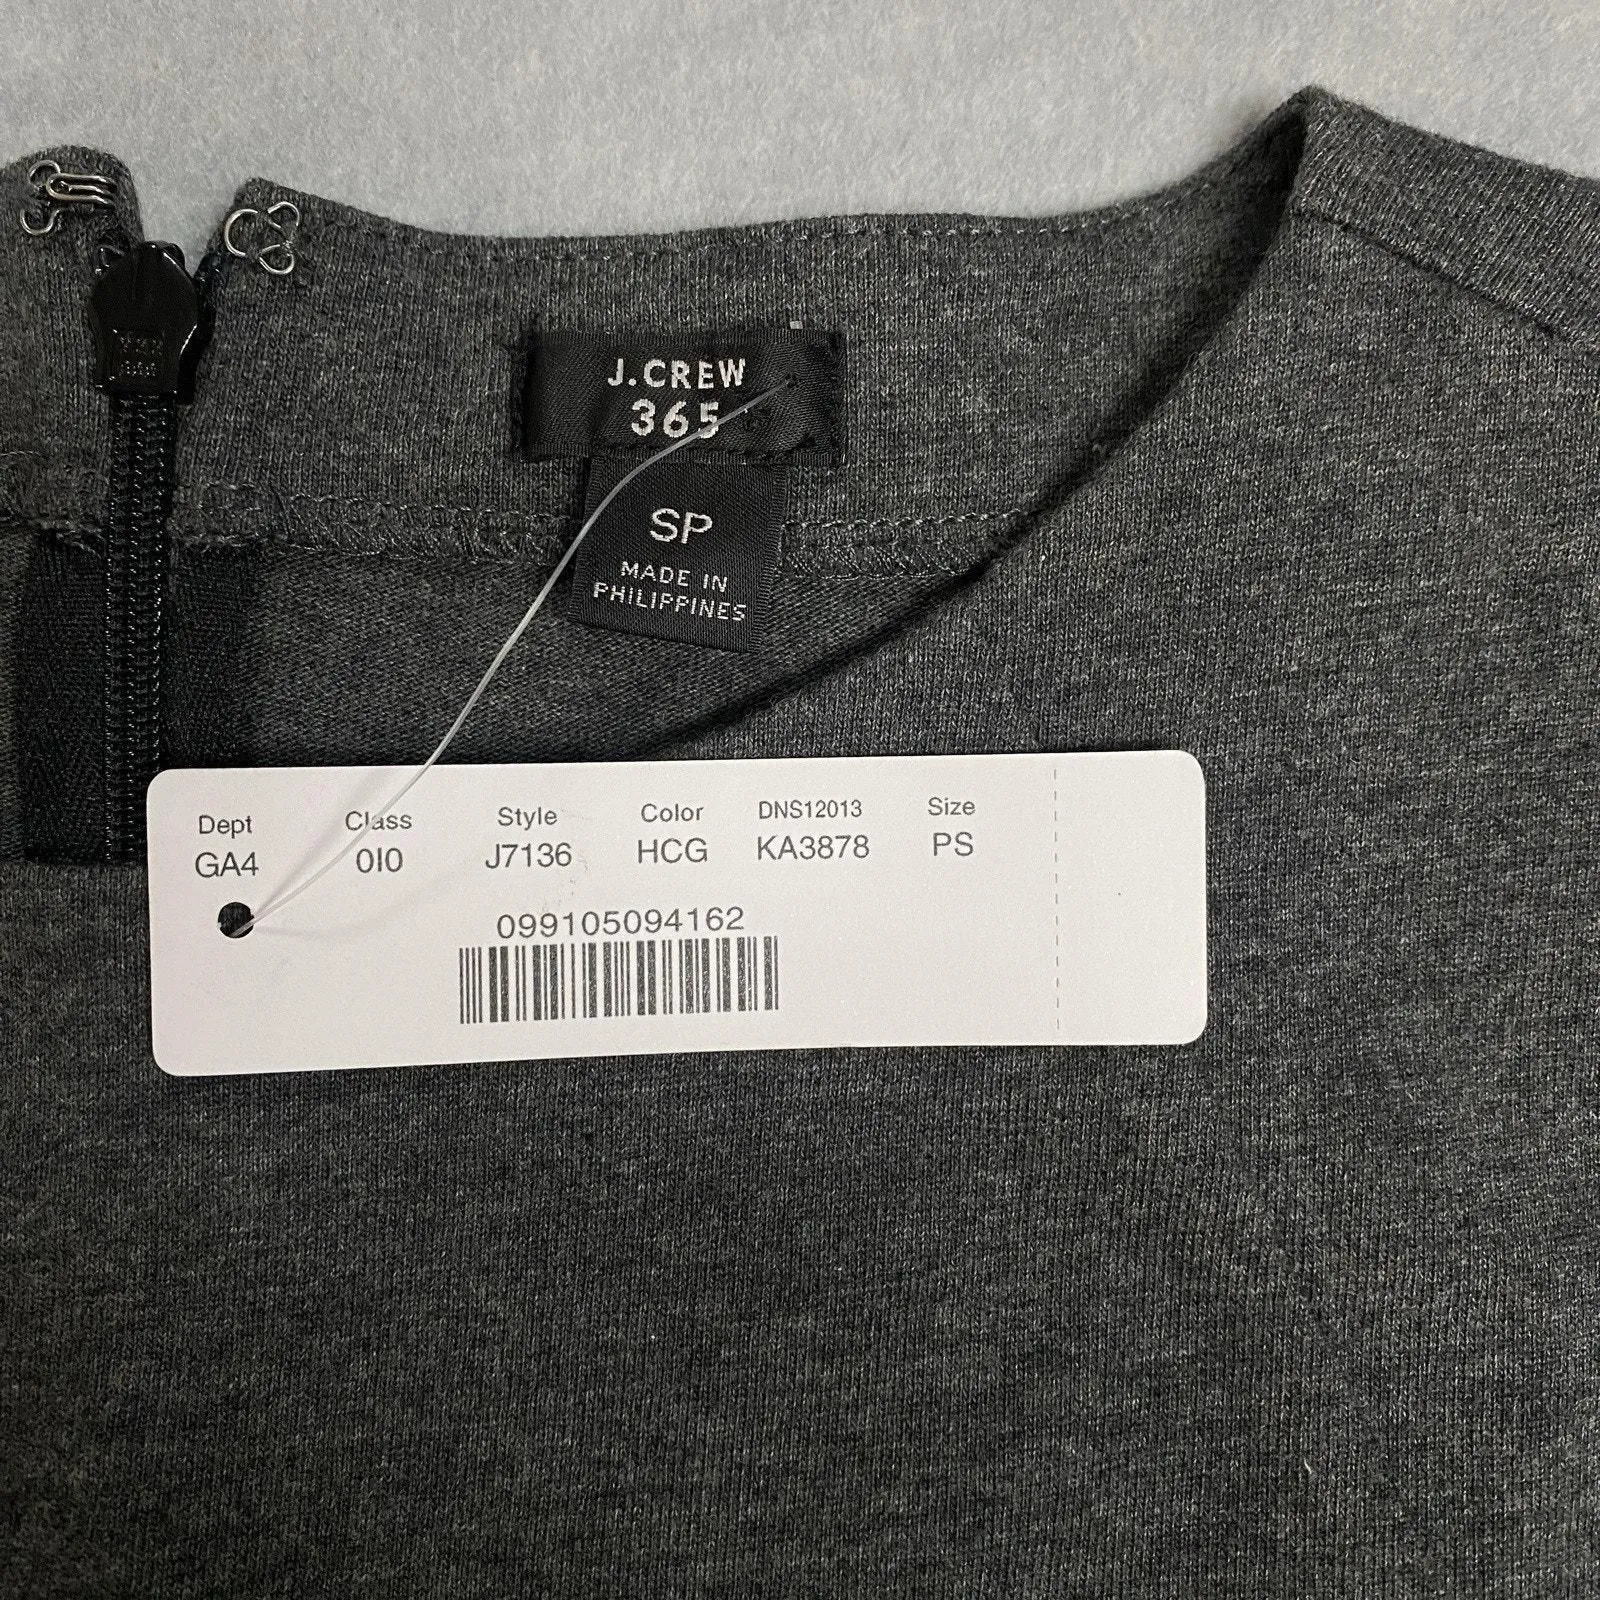 J.CREW
365
SP
MADE IN
PHILIPPINES
Dept Class Style Color DNS12013 Size
GA4 0I0 J7136 HCG KA3878 PS
099105094162